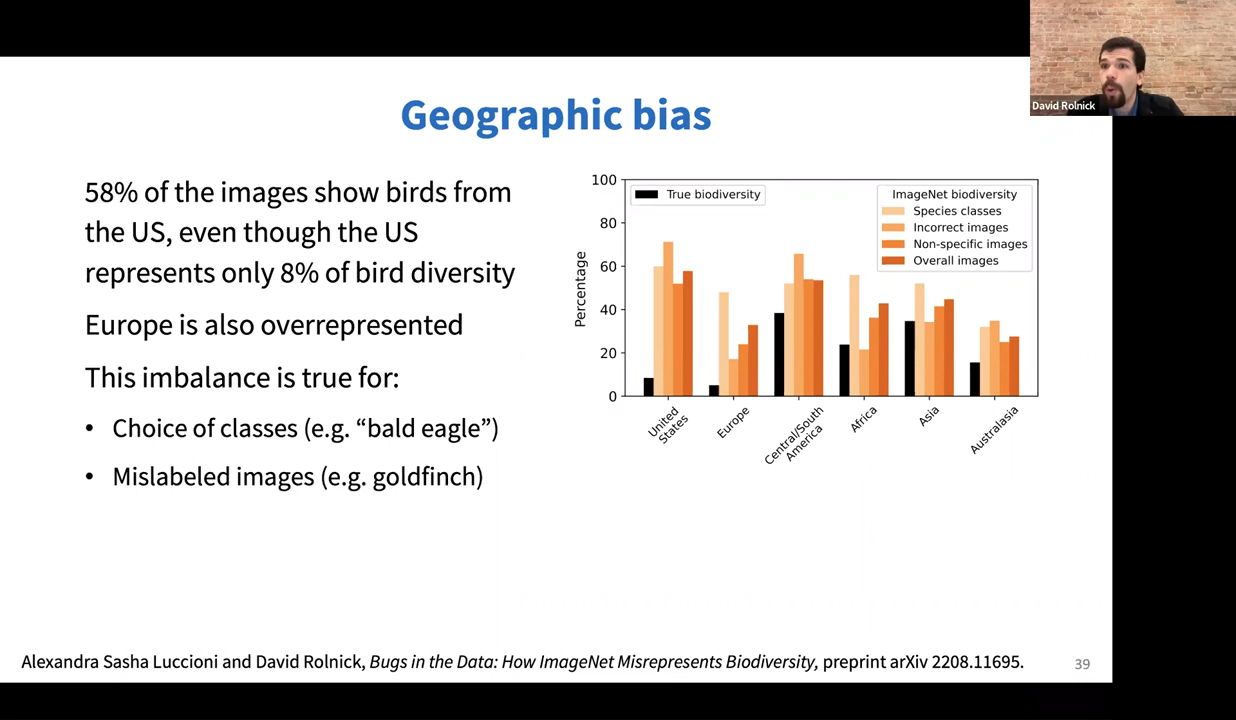 David Rolnick
Geographic bias
58% of the images show birds from
the US, even though the US
represents only 8% of bird diversity
Europe is also overrepresented
This imbalance is true for:
• Choice of classes (e.g. “bald eagle”)
• Mislabeled images (e.g. goldfinch)
100
80
60
40
20
0
Percentage
True biodiversity
ImageNet biodiversity
Species classes
Incorrect images
Non-specific images
Overall images
United
States
Europe
Central/South
America
Africa
Asia
Australasia
Alexandra Sasha Luccioni and David Rolnick, Bugs in the Data: How ImageNet Misrepresents Biodiversity, preprint arXiv 2208.11695.
39